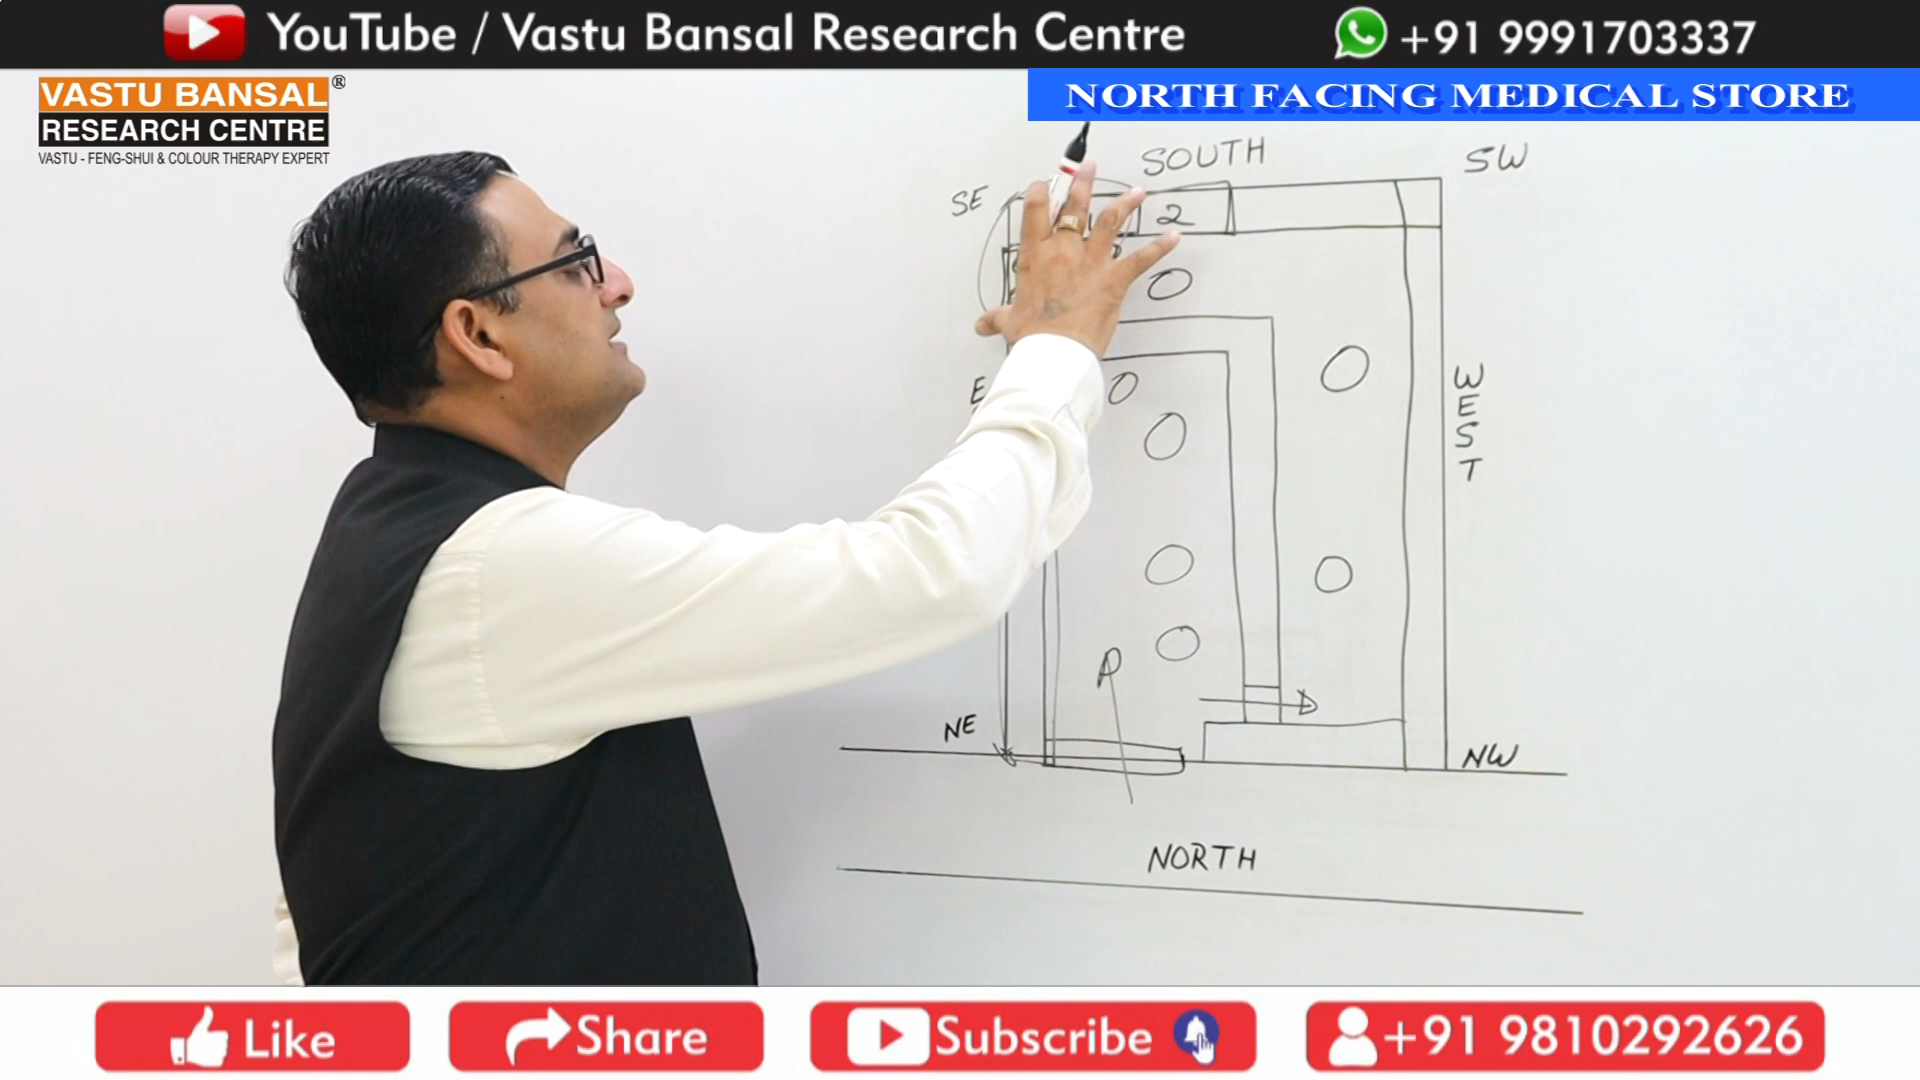 YouTube / Vastu Bansal Research Centre
+91 9991703337
VASTU BANSAL®
RESEARCH CENTRE
VASTU - FENG-SHUI & COLOUR THERAPY EXPERT
NORTH FACING MEDICAL STORE
SOUTH
SW
SE
2
E
WEST
NE
NW
NORTH
Like
Share
Subscribe
+91 9810292626